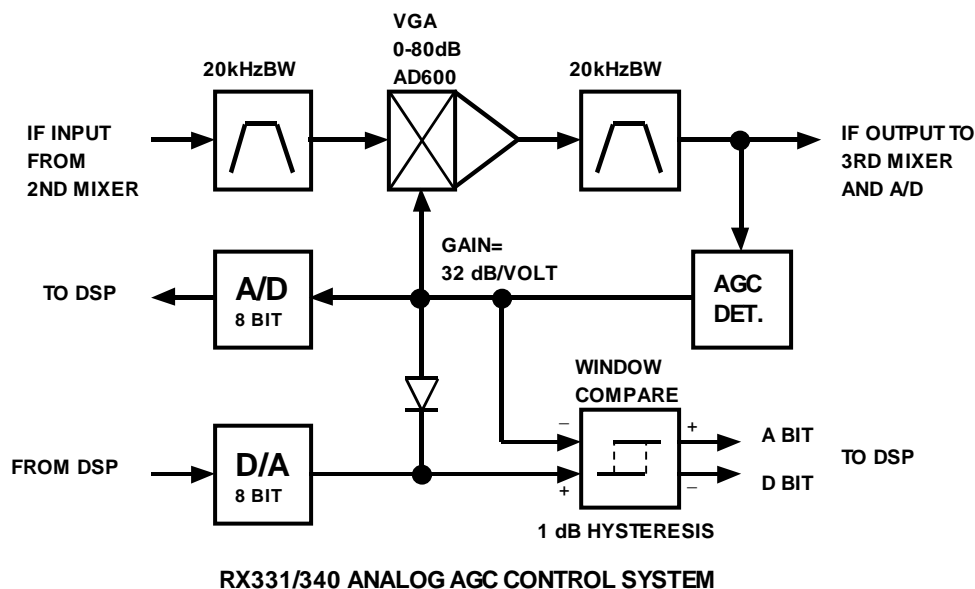 VGA
0-80dB
AD600
20kHzBW
20kHzBW
IF INPUT
FROM
2ND MIXER
IF OUTPUT TO
3RD MIXER
AND A/D
GAIN=
32 dB/VOLT
TO DSP
A/D
8 BIT
AGC
DET.
WINDOW
COMPARE
− +
A BIT
FROM DSP
D/A
8 BIT
TO DSP
D BIT
+ −
1 dB HYSTERESIS
RX331/340 ANALOG AGC CONTROL SYSTEM